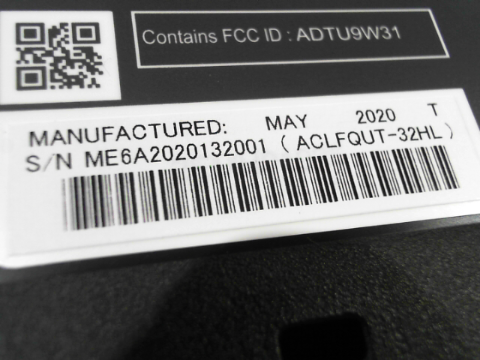 Contains FCC ID : ADTU9W31
MANUFACTURED: MAY 2020 T
S/N ME6A2020132001 ( ACLFQUT-32HL )